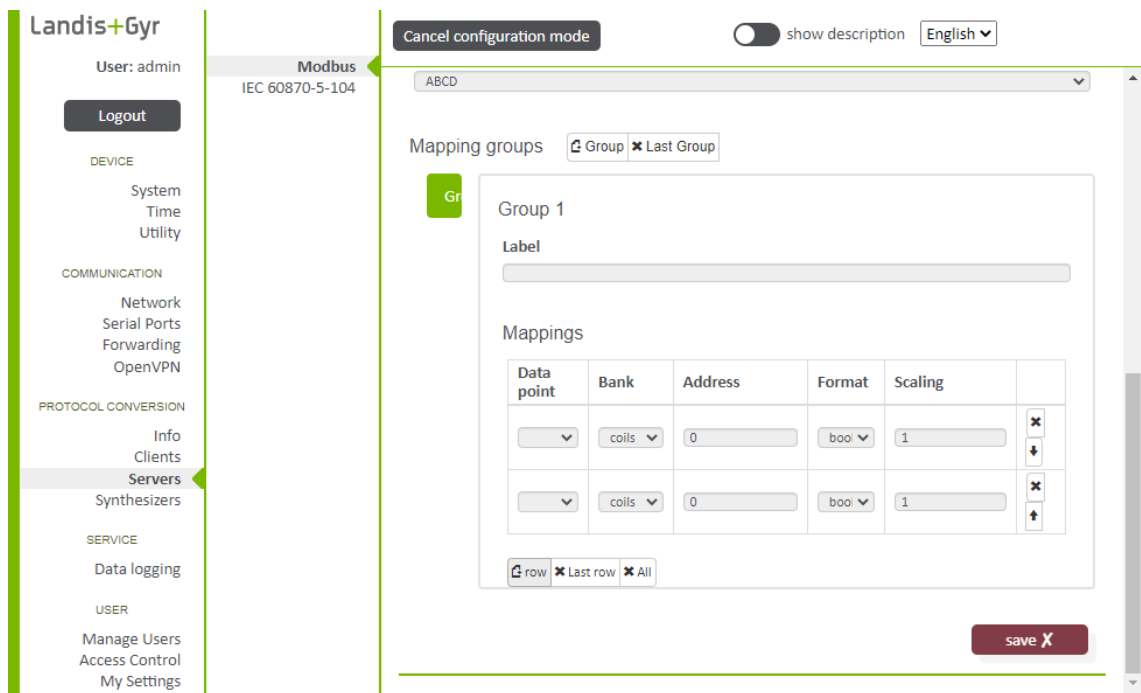 Landis+Gyr
User: admin
Logout
DEVICE
System
Time
Utility
COMMUNICATION
Network
Serial Ports
Forwarding
OpenVPN
PROTOCOL CONVERSION
Info
Clients
Servers
Synthesizers
SERVICE
Data logging
USER
Manage Users
Access Control
My Settings
Modbus
IEC 60870-5-104
Cancel configuration mode
show description
English
ABCD
Mapping groups
Group
Last Group
Gr
Group 1
Label
Mappings
Data point Bank Address Format Scaling
coils 0 bool 1
coils 0 bool 1
row Last row All
save X